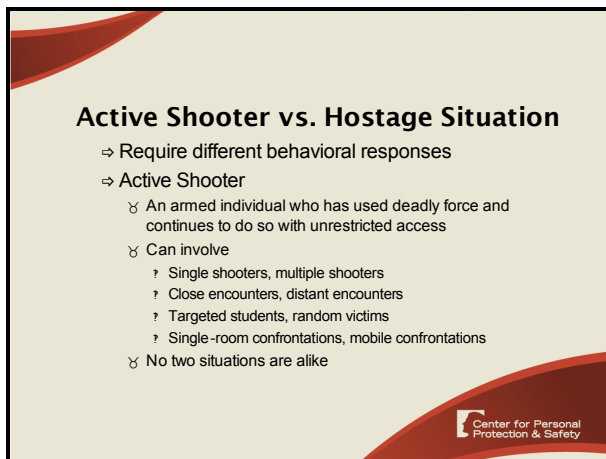 Active Shooter vs. Hostage Situation
⇨ Require different behavioral responses
⇨ Active Shooter
♉ An armed individual who has used deadly force and
continues to do so with unrestricted access
♉ Can involve
‽ Single shooters, multiple shooters
‽ Close encounters, distant encounters
‽ Targeted students, random victims
‽ Single-room confrontations, mobile confrontations
♉ No two situations are alike
Center for Personal
Protection & Safety